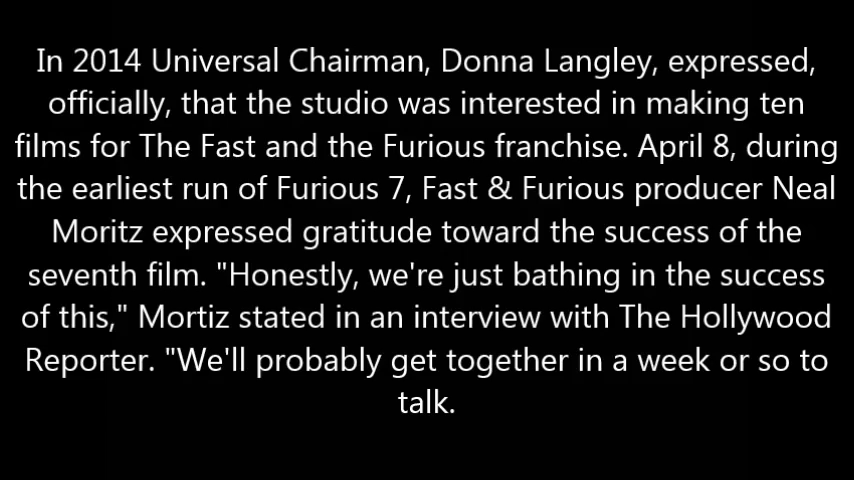 In 2014 Universal Chairman, Donna Langley, expressed,
officially, that the studio was interested in making ten
films for The Fast and the Furious franchise. April 8, during
the earliest run of Furious 7, Fast & Furious producer Neal
Moritz expressed gratitude toward the success of the
seventh film. "Honestly, we're just bathing in the success
of this," Mortiz stated in an interview with The Hollywood
Reporter. "We'll probably get together in a week or so to
talk.